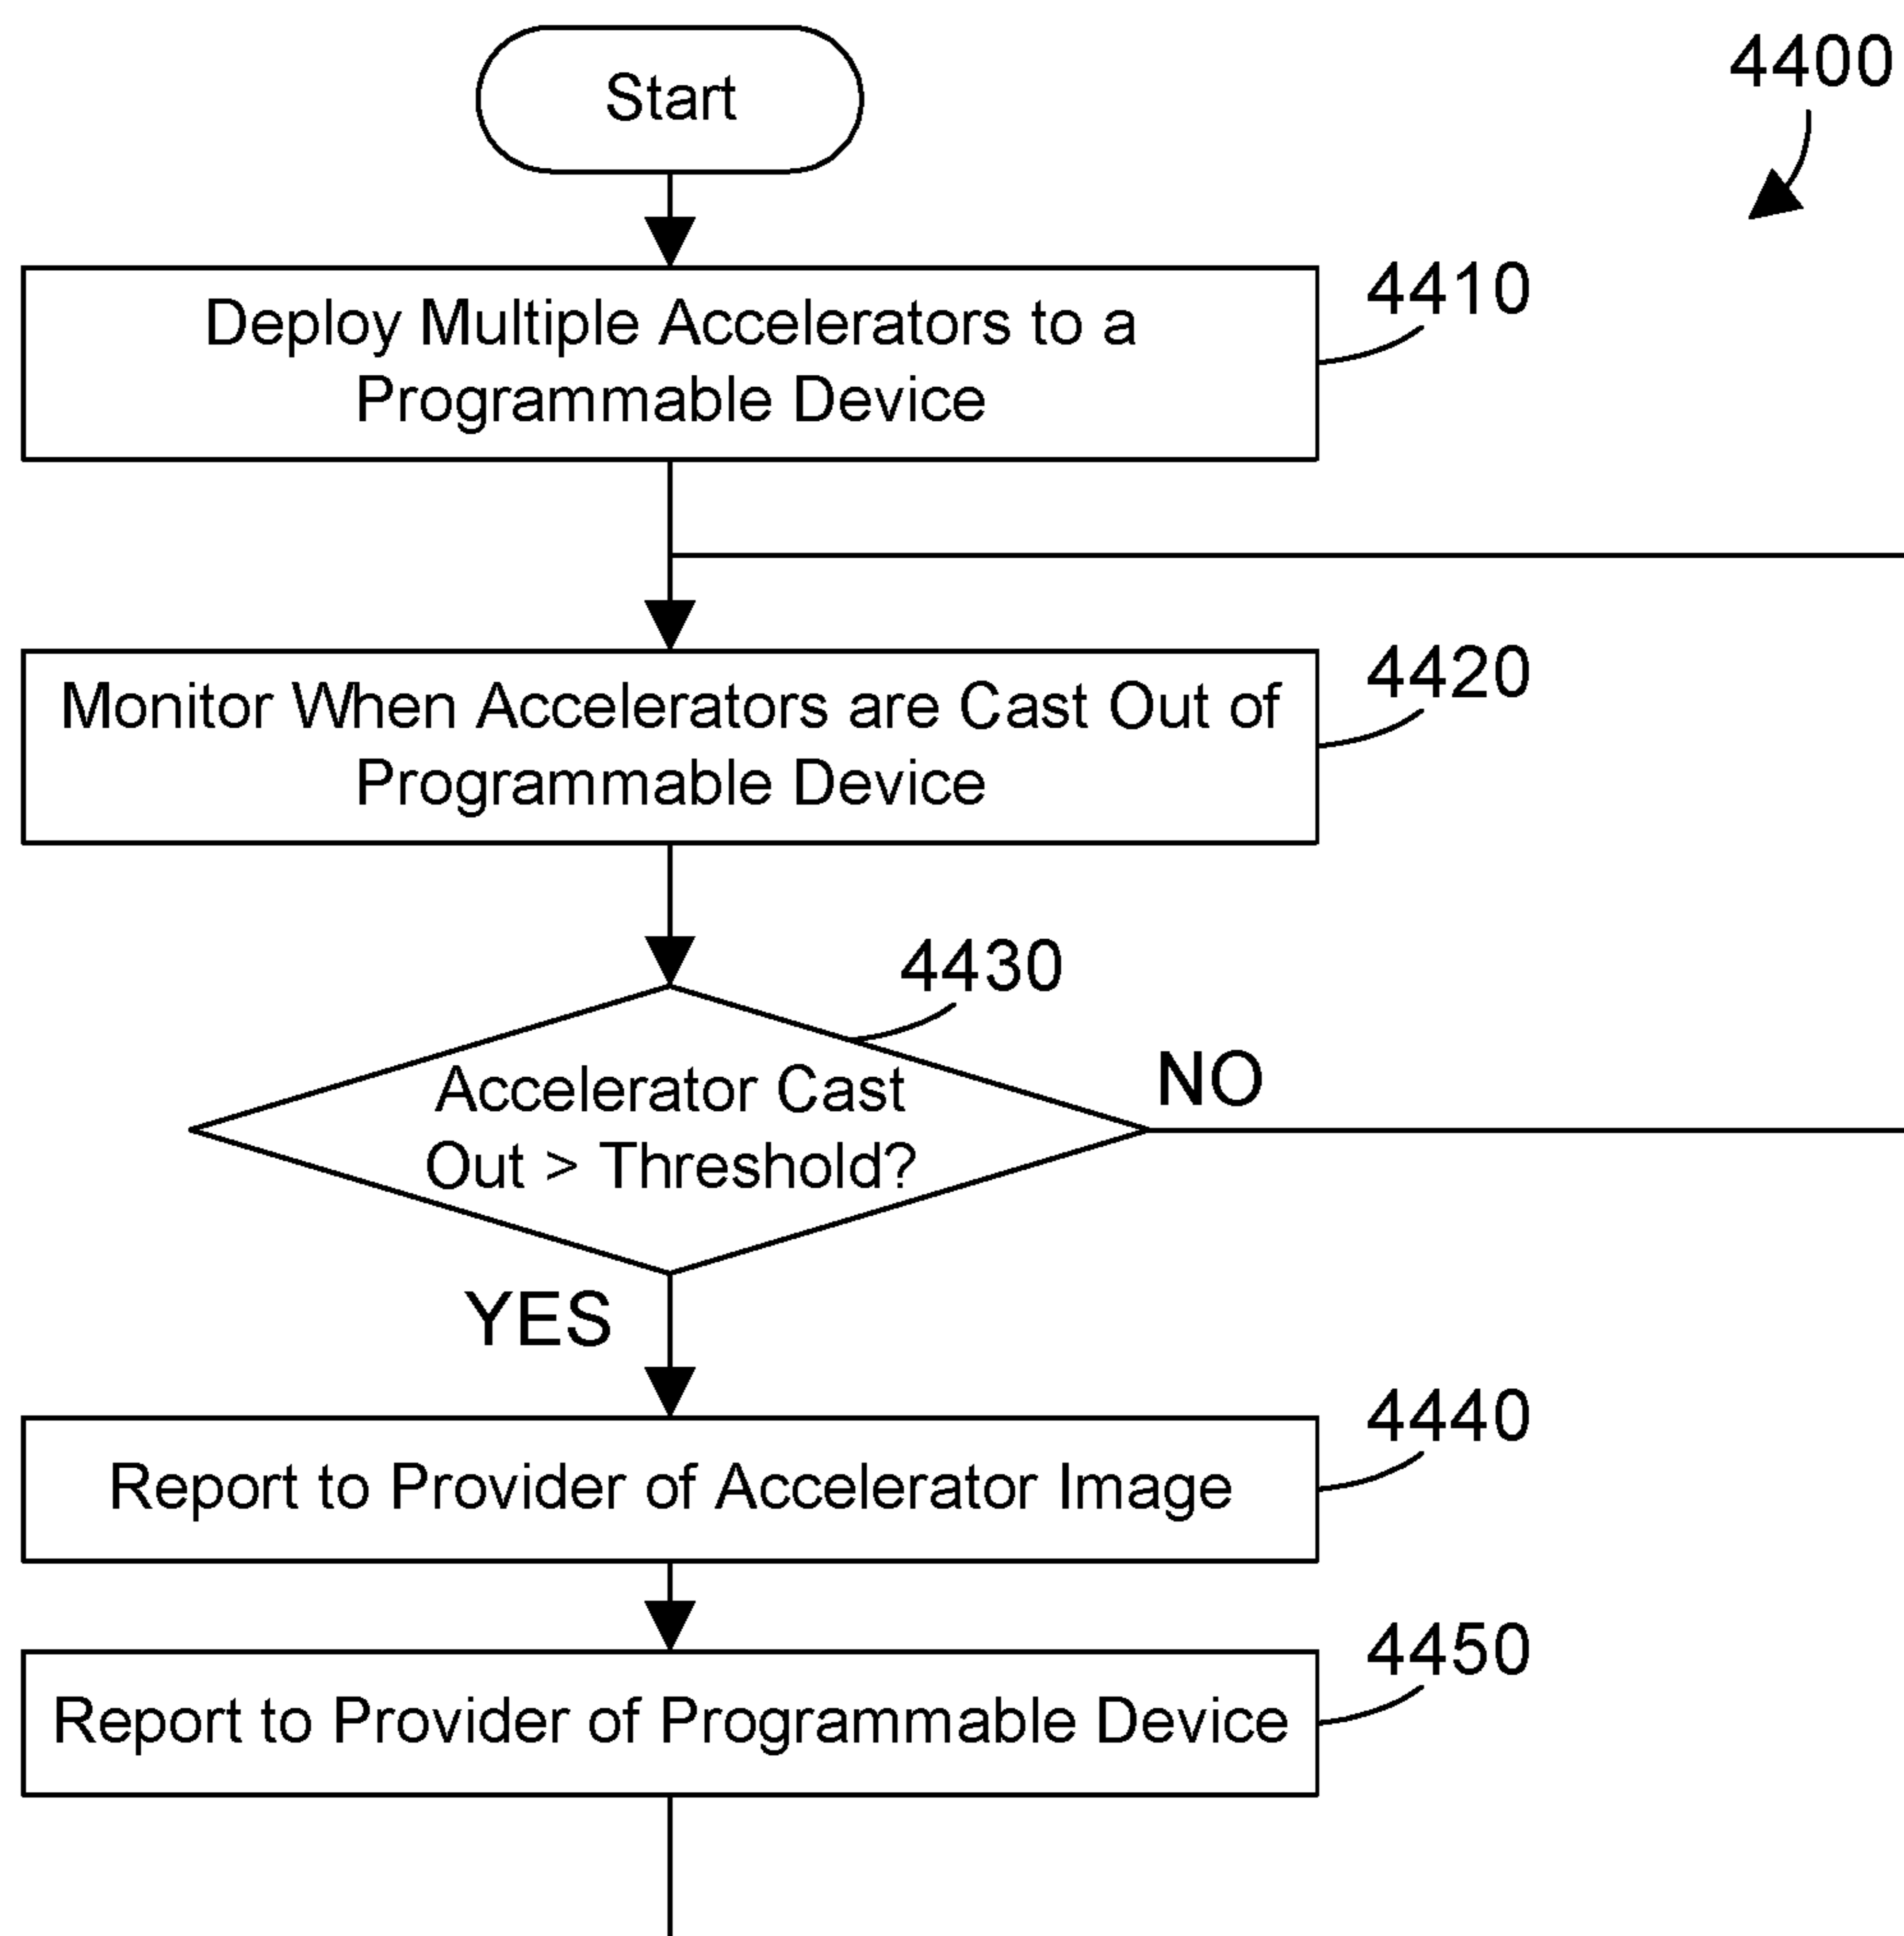 Start
4400
Deploy Multiple Accelerators to a
Programmable Device
4410
Monitor When Accelerators are Cast Out of
Programmable Device
4420
4430
Accelerator Cast
Out > Threshold?
NO
YES
Report to Provider of Accelerator Image
4440
Report to Provider of Programmable Device
4450